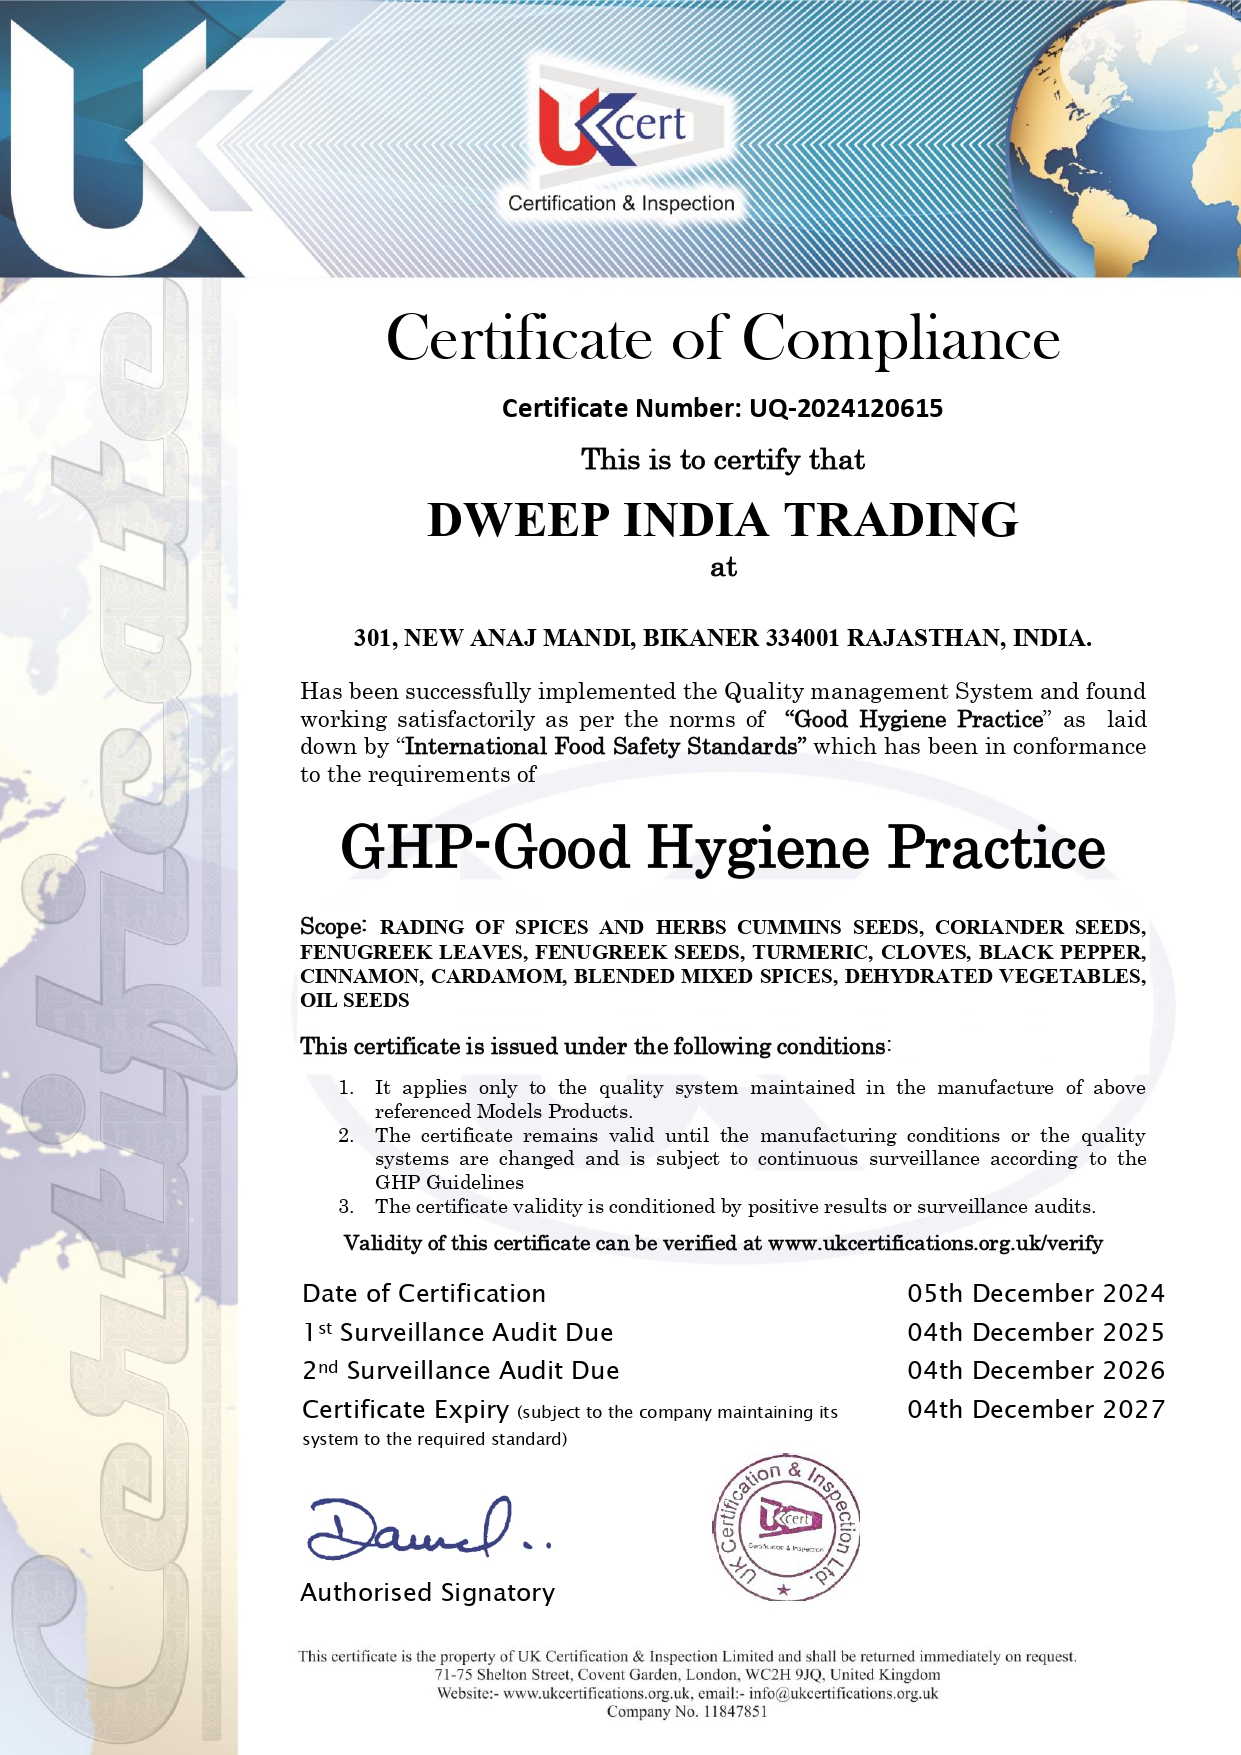 UK
UK cert
Certification & Inspection
Certificate
Certificate of Compliance
Certificate Number: UQ-2024120615
This is to certify that
DWEEP INDIA TRADING
at
301, NEW ANAJ MANDI, BIKANER 334001 RAJASTHAN, INDIA.
Has been successfully implemented the Quality management System and found
working satisfactorily as per the norms of “Good Hygiene Practice” as laid
down by “International Food Safety Standards” which has been in conformance
to the requirements of
GHP-Good Hygiene Practice
Scope: RADING OF SPICES AND HERBS CUMMINS SEEDS, CORIANDER SEEDS,
FENUGREEK LEAVES, FENUGREEK SEEDS, TURMERIC, CLOVES, BLACK PEPPER,
CINNAMON, CARDAMOM, BLENDED MIXED SPICES, DEHYDRATED VEGETABLES,
OIL SEEDS
This certificate is issued under the following conditions:
1. It applies only to the quality system maintained in the manufacture of above
referenced Models Products.
2. The certificate remains valid until the manufacturing conditions or the quality
systems are changed and is subject to continuous surveillance according to the
GHP Guidelines
3. The certificate validity is conditioned by positive results or surveillance audits.
Validity of this certificate can be verified at www.ukcertifications.org.uk/verify
Date of Certification 05th December 2024
1st Surveillance Audit Due 04th December 2025
2nd Surveillance Audit Due 04th December 2026
Certificate Expiry (subject to the company maintaining its 04th December 2027
system to the required standard)
UK Certification & Inspection Ltd.
UK cert
Certification & Inspection
Authorised Signatory
This certificate is the property of UK Certification & Inspection Limited and shall be returned immediately on request.
71-75 Shelton Street, Covent Garden, London, WC2H 9JQ, United Kingdom
Website:- www.ukcertifications.org.uk, email:- info@ukcertifications.org.uk
Company No. 11847851